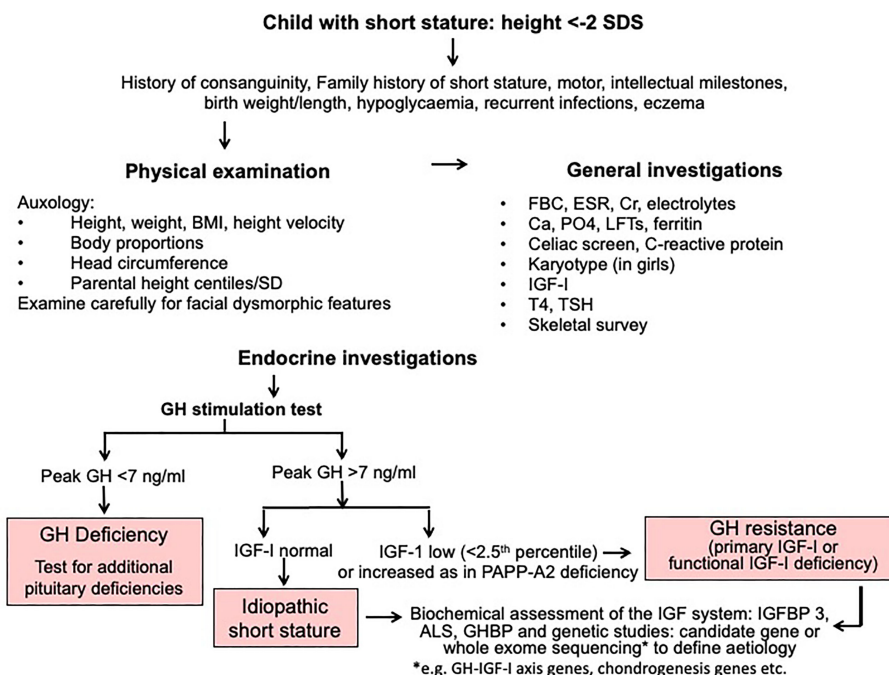 Child with short stature: height <-2 SDS
History of consanguinity, Family history of short stature, motor, intellectual milestones,
birth weight/length, hypoglycaemia, recurrent infections, eczema
Physical examination
Auxology:
• Height, weight, BMI, height velocity
• Body proportions
• Head circumference
• Parental height centiles/SD
Examine carefully for facial dysmorphic features
General investigations
• FBC, ESR, Cr, electrolytes
• Ca, PO4, LFTs, ferritin
• Celiac screen, C-reactive protein
• Karyotype (in girls)
• IGF-I
• T4, TSH
• Skeletal survey
Endocrine investigations
GH stimulation test
Peak GH <7 ng/ml
Peak GH >7 ng/ml
GH Deficiency
Test for additional
pituitary deficiencies
IGF-I normal
IGF-1 low (<2.5th percentile)
or increased as in PAPP-A2 deficiency
GH resistance
(primary IGF-I or
functional IGF-I deficiency)
Idiopathic
short stature
Biochemical assessment of the IGF system: IGFBP 3,
ALS, GHBP and genetic studies: candidate gene or
whole exome sequencing* to define aetiology
*e.g. GH-IGF-I axis genes, chondrogenesis genes etc.